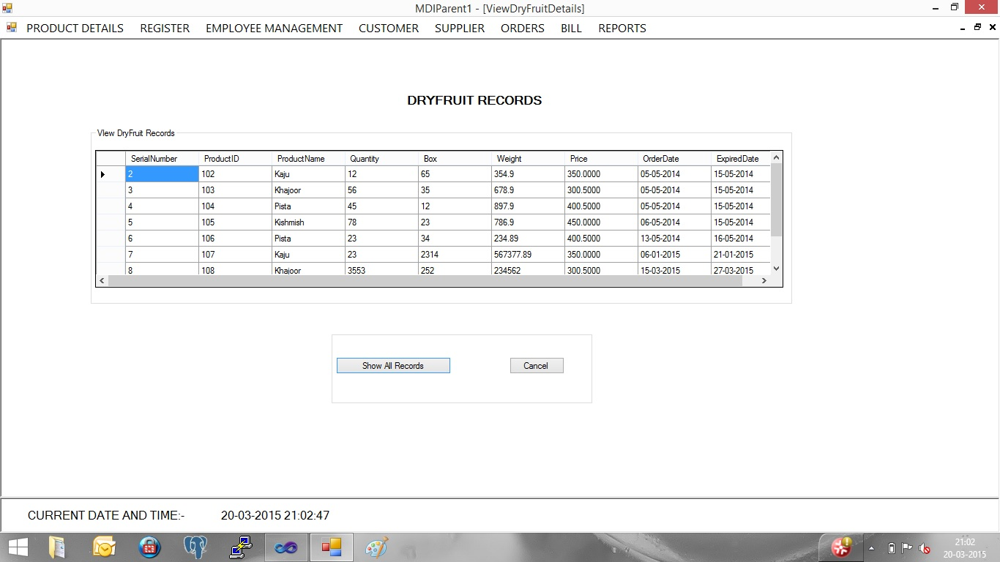 MDIParent1 - [ViewDryFruitDetails]
PRODUCT DETAILS REGISTER EMPLOYEE MANAGEMENT CUSTOMER SUPPLIER ORDERS BILL REPORTS
DRYFRUIT RECORDS
VIew DryFruit Records
SerialNumber ProductID ProductName Quantity Box Weight Price OrderDate ExpiredDate
2 102 Kaju 12 65 354.9 350.0000 05-05-2014 15-05-2014
3 103 Khajoor 56 35 678.9 300.5000 05-05-2014 15-05-2014
4 104 Pista 45 12 897.9 400.5000 05-05-2014 15-05-2014
5 105 Kishmish 78 23 786.9 450.0000 06-05-2014 15-05-2014
6 106 Pista 23 34 234.89 400.5000 13-05-2014 16-05-2014
7 107 Kaju 23 2314 567377.89 350.0000 06-01-2015 21-01-2015
8 108 Khajoor 3553 252 234562 300.5000 15-03-2015 27-03-2015
Show All Records Cancel
CURRENT DATE AND TIME:- 20-03-2015 21:02:47
21:02
20-03-2015